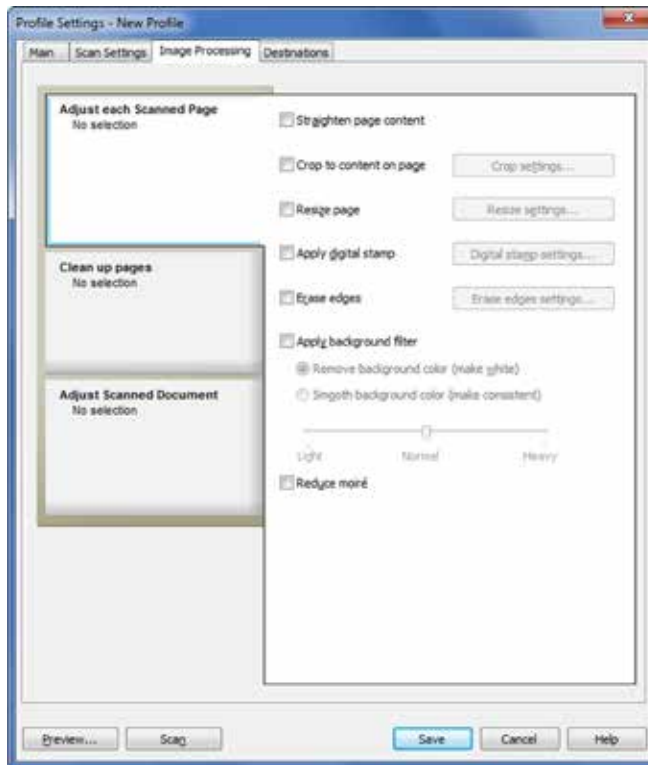 Profile Settings - New Profile
Main Scan Settings Image Processing Destinations
Adjust each Scanned Page
No selection
Clean up pages
No selection
Adjust Scanned Document
No selection
Straighten page content
Crop to content on page Crop settings...
Resize page Resize settings...
Apply digital stamp Digital stamp settings...
Erase edges Erase edges settings...
Apply background filter
Remove background color (make white)
Smooth background color (make consistent)
Light Normal Heavy
Reduce moiré
Preview... Scan Save Cancel Help